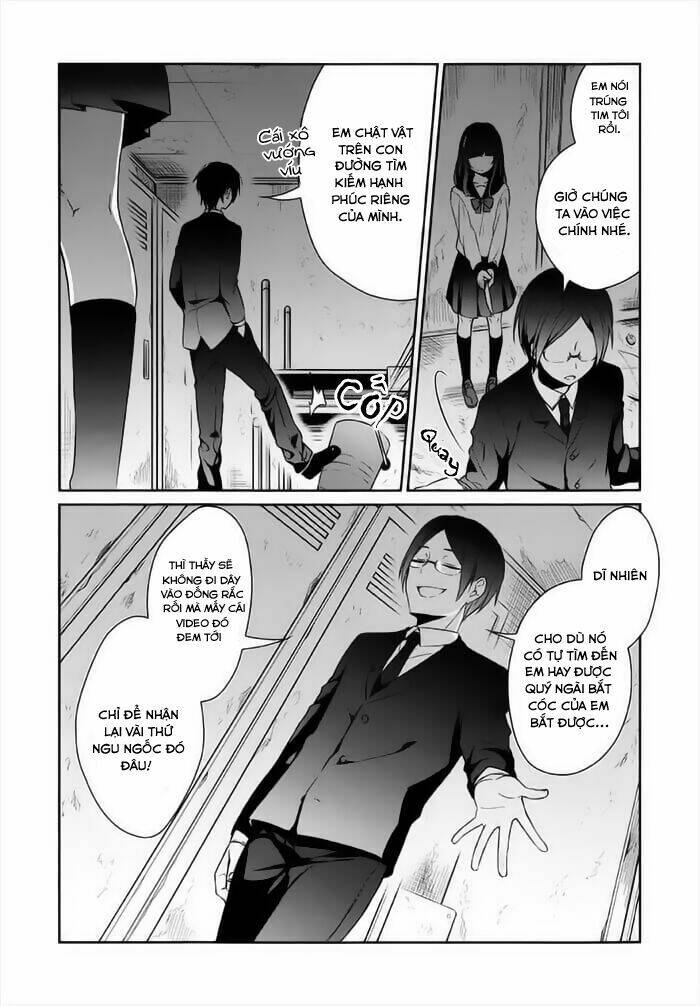 EM NÓI
TRÚNG
TIM TÔI
RỒI.
GIỜ CHÚNG
TA VÀO VIỆC
CHÍNH NHÉ.
Quay
EM CHẬT VẬT
TRÊN CON
ĐƯỜNG TÌM
KIẾM HẠNH
PHÚC RIÊNG
CỦA MÌNH.
Cái xô
vướng
víu
CỐP
DĨ NHIÊN
CHO DÙ NÓ
CÓ TỰ TÌM ĐẾN
EM HAY ĐƯỢC
QUÝ NGÀI BẮT
CÓC CỦA EM
BẮT ĐƯỢC...
THÌ THẦY SẼ
KHÔNG ĐI DÂY
VÀO ĐỐNG RẮC
RỐI MÀ MẤY CÁI
VIDEO ĐÓ
ĐEM TỚI
CHỈ ĐỂ NHẬN
LẠI VÀI THỨ
NGU NGỐC ĐÓ
ĐÂU!